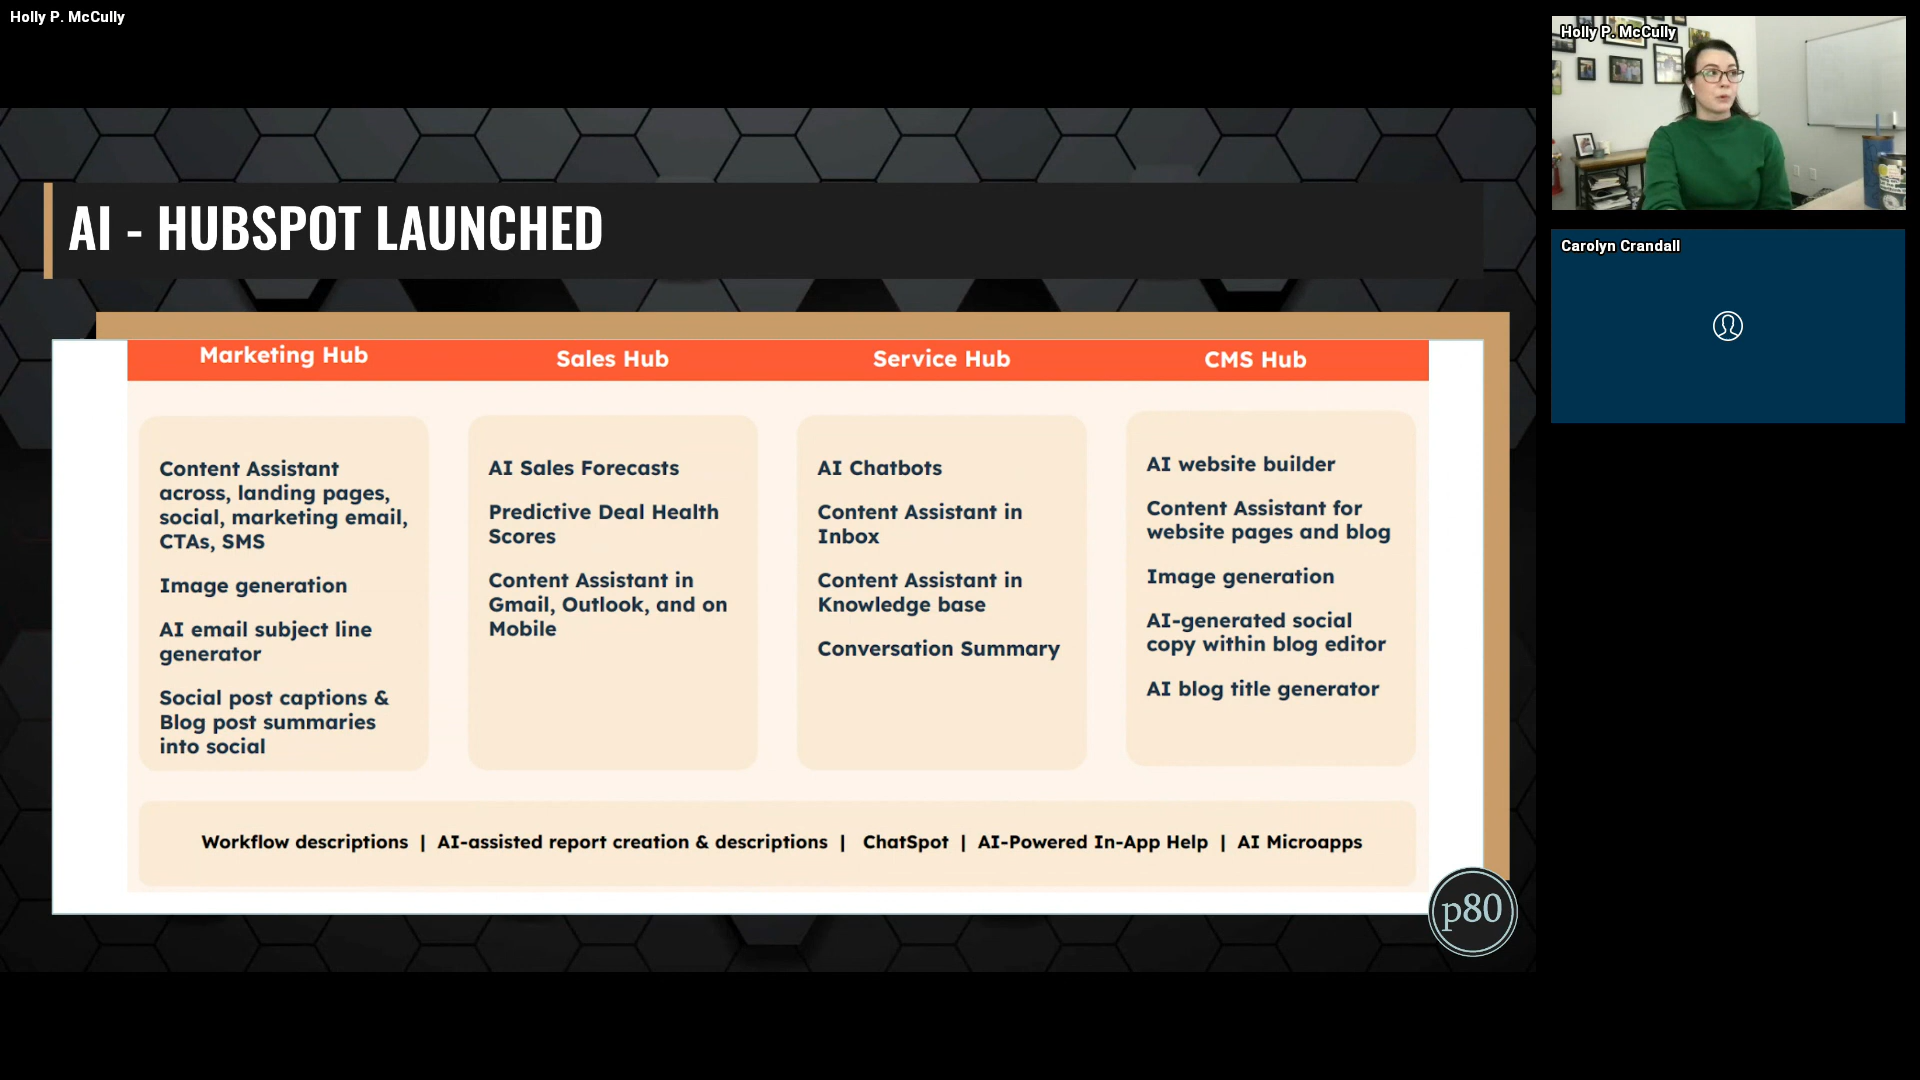 Holly P. McCully
Holly P. McCully
Carolyn Crandall
AI - HUBSPOT LAUNCHED
Marketing Hub
Sales Hub
Service Hub
CMS Hub
Content Assistant
across, landing pages,
social, marketing email,
CTAs, SMS
Image generation
AI email subject line
generator
Social post captions &
Blog post summaries
into social
AI Sales Forecasts
Predictive Deal Health
Scores
Content Assistant in
Gmail, Outlook, and on
Mobile
AI Chatbots
Content Assistant in
Inbox
Content Assistant in
Knowledge base
Conversation Summary
AI website builder
Content Assistant for
website pages and blog
Image generation
AI-generated social
copy within blog editor
AI blog title generator
Workflow descriptions | AI-assisted report creation & descriptions | ChatSpot | AI-Powered In-App Help | AI Microapps
p80